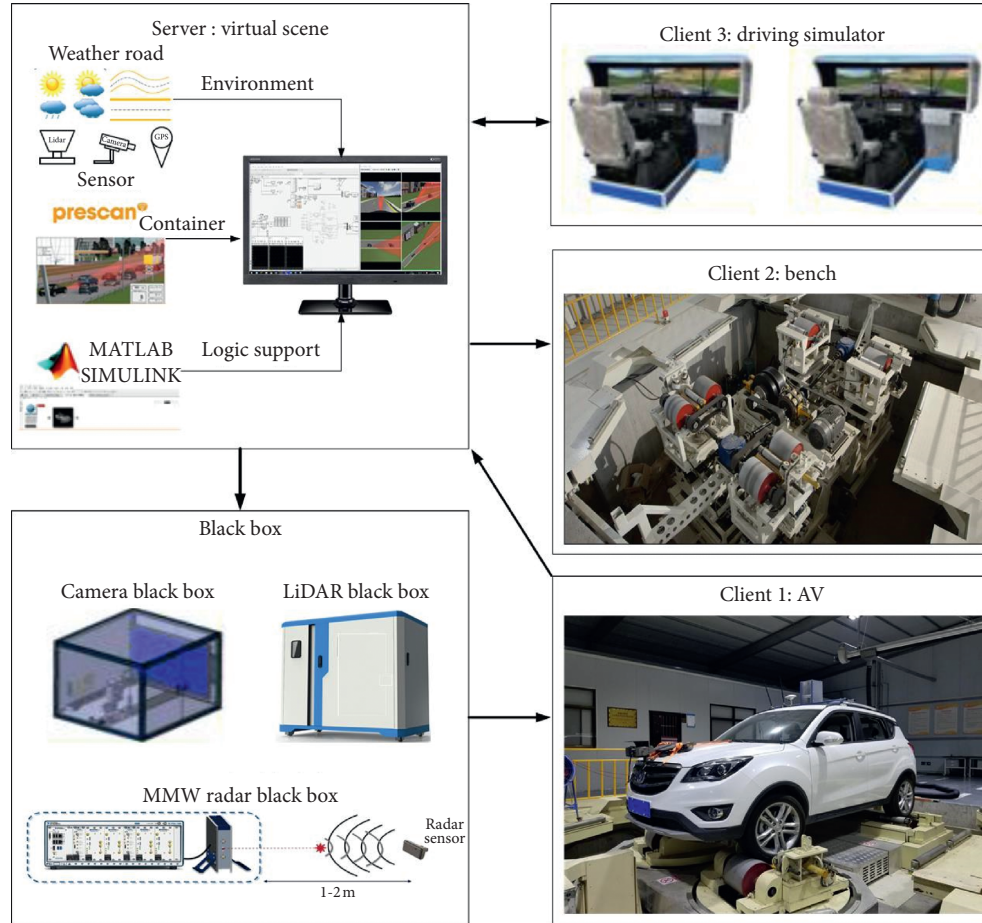 Server : virtual scene
Weather road
Environment
Lidar
Camera
GPS
Sensor
prescan
Container
MATLAB
SIMULINK
Logic support
Client 3: driving simulator
Client 2: bench
Black box
Camera black box
LiDAR black box
MMW radar black box
Radar
sensor
1-2 m
Client 1: AV